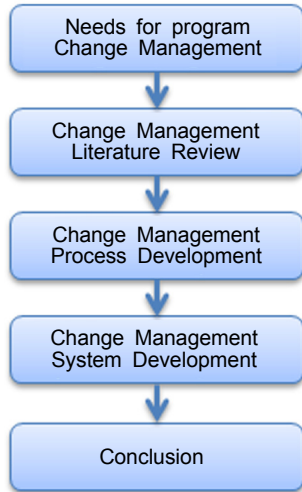 Needs for program
Change Management
Change Management
Literature Review
Change Management
Process Development
Change Management
System Development
Conclusion